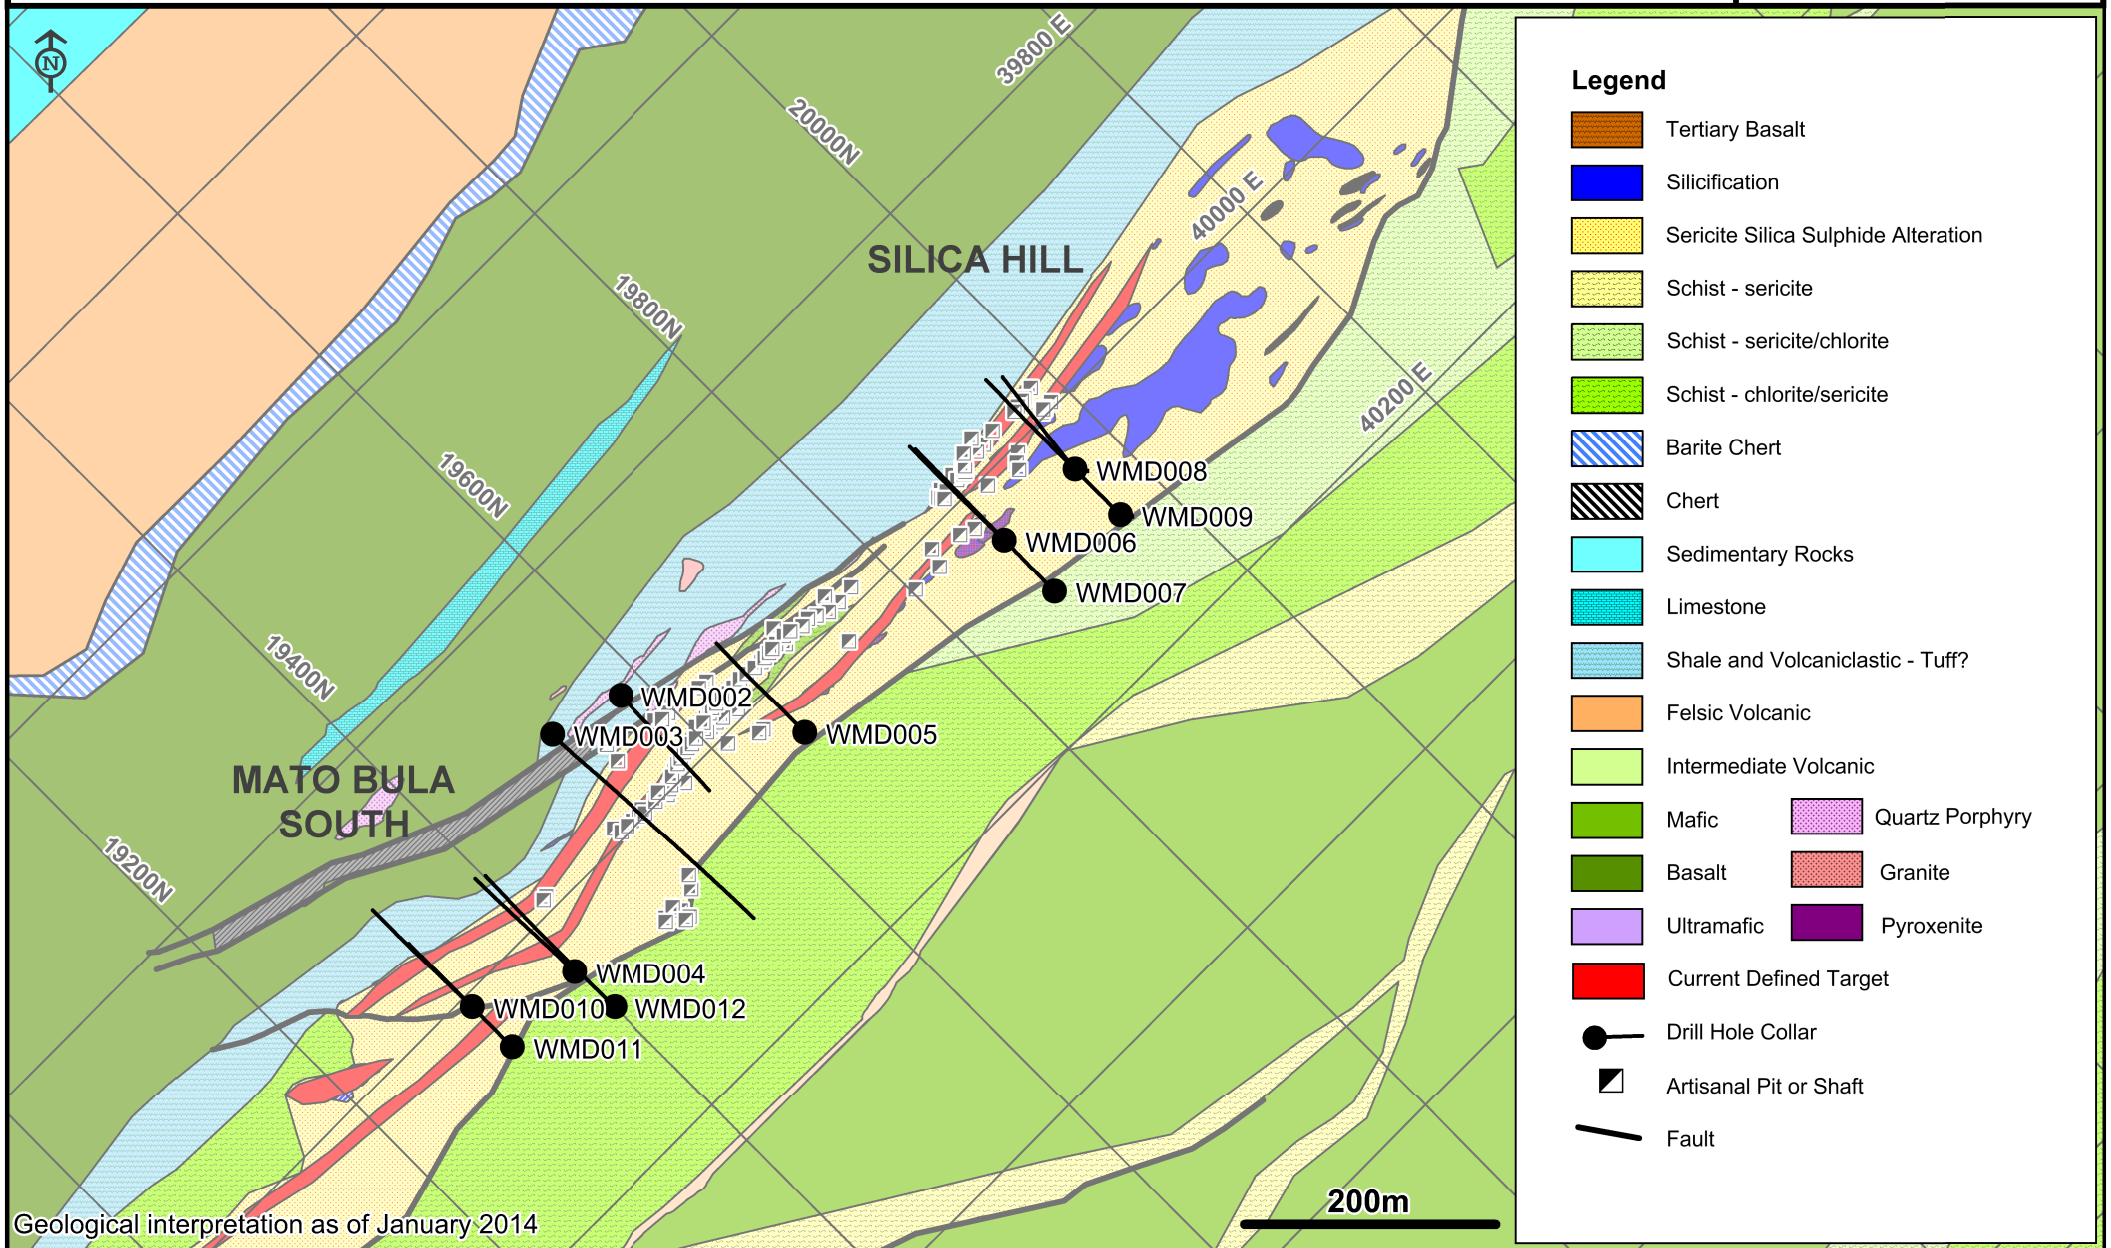 N
39800 E
20000N
40000 E
SILICA HILL
19800N
40200 E
19600N
WMD008
WMD009
WMD006
WMD007
19400N
WMD002
WMD003
WMD005
MATO BULA
SOUTH
19200N
WMD004
WMD010
WMD012
WMD011
200m
Geological interpretation as of January 2014
Legend
Tertiary Basalt
Silicification
Sericite Silica Sulphide Alteration
Schist - sericite
Schist - sericite/chlorite
Schist - chlorite/sericite
Barite Chert
Chert
Sedimentary Rocks
Limestone
Shale and Volcaniclastic - Tuff?
Felsic Volcanic
Intermediate Volcanic
Mafic
Quartz Porphyry
Basalt
Granite
Ultramafic
Pyroxenite
Current Defined Target
Drill Hole Collar
Artisanal Pit or Shaft
Fault